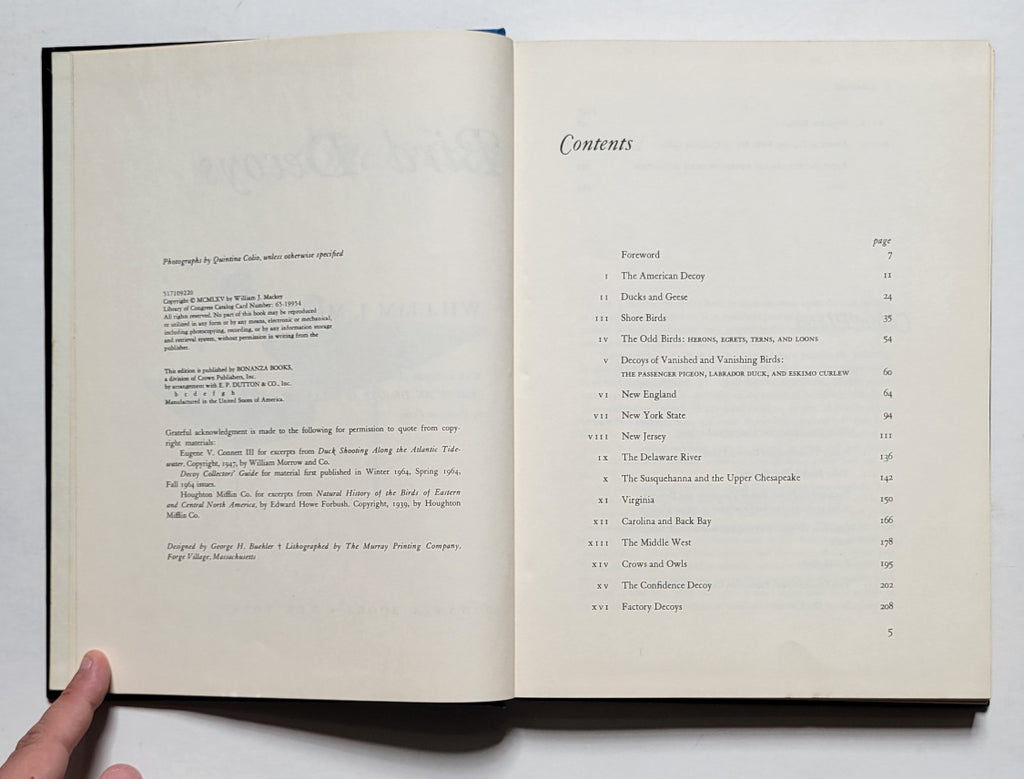 Photographs by Quintina Colio, unless otherwise specified
517109220
Copyright © MCMLXV by William J. Mackey
Library of Congress Catalog Card Number: 65-19954
All rights reserved. No part of this book may be reproduced
or utilized in any form or by any means, electronic or mechanical,
including photocopying, recording, or by any information storage
and retrieval system, without permission in writing from the
publisher.
This edition is published by BONANZA BOOKS,
a division of Crown Publishers, Inc.
by arrangement with E. P. DUTTON & CO., Inc.
b c d e f g h
Manufactured in the United States of America.
Grateful acknowledgment is made to the following for permission to quote from copy-
right materials:
Eugene V. Connett III for excerpts from Duck Shooting Along the Atlantic Tide-
water. Copyright, 1947, by William Morrow and Co.
Decoy Collectors' Guide for material first published in Winter 1964, Spring 1964,
Fall 1964 issues.
Houghton Mifflin Co. for excerpts from Natural History of the Birds of Eastern
and Central North America, by Edward Howe Forbush. Copyright, 1939, by Houghton
Mifflin Co.
Designed by George H. Buehler † Lithographed by The Murray Printing Company,
Forge Village, Massachusetts
Contents
page
Foreword 7
I The American Decoy 11
II Ducks and Geese 24
III Shore Birds 35
IV The Odd Birds: HERONS, EGRETS, TERNS, AND LOONS 54
V Decoys of Vanished and Vanishing Birds:
THE PASSENGER PIGEON, LABRADOR DUCK, AND ESKIMO CURLEW 60
VI New England 64
VII New York State 94
VIII New Jersey 111
IX The Delaware River 136
X The Susquehanna and the Upper Chesapeake 142
XI Virginia 150
XII Carolina and Back Bay 166
XIII The Middle West 178
XIV Crows and Owls 195
XV The Confidence Decoy 202
XVI Factory Decoys 208
5